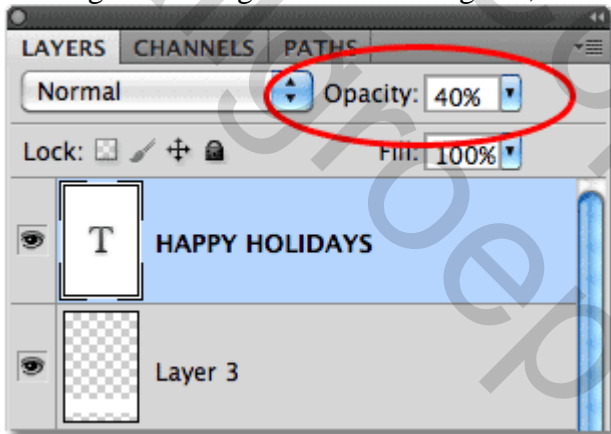 LAYERS CHANNELS PATHS
Normal Opacity: 40%
Lock: Fill: 100%
T HAPPY HOLIDAYS
Layer 3